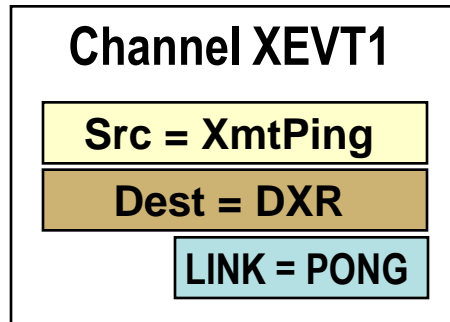 Channel XEVT1
Src = XmtPing
Dest = DXR
LINK = PONG